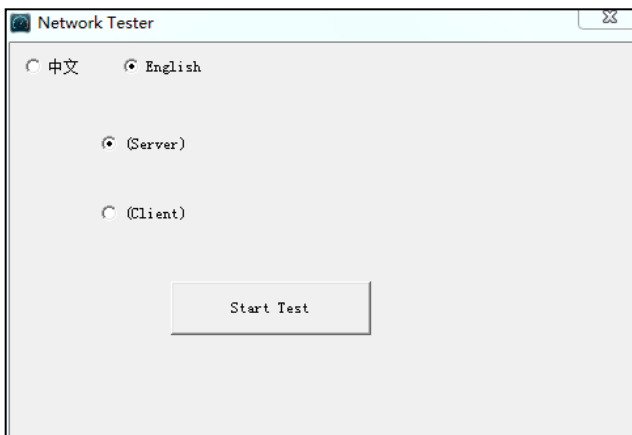 Network Tester
中文 English
(Server)
(Client)
Start Test